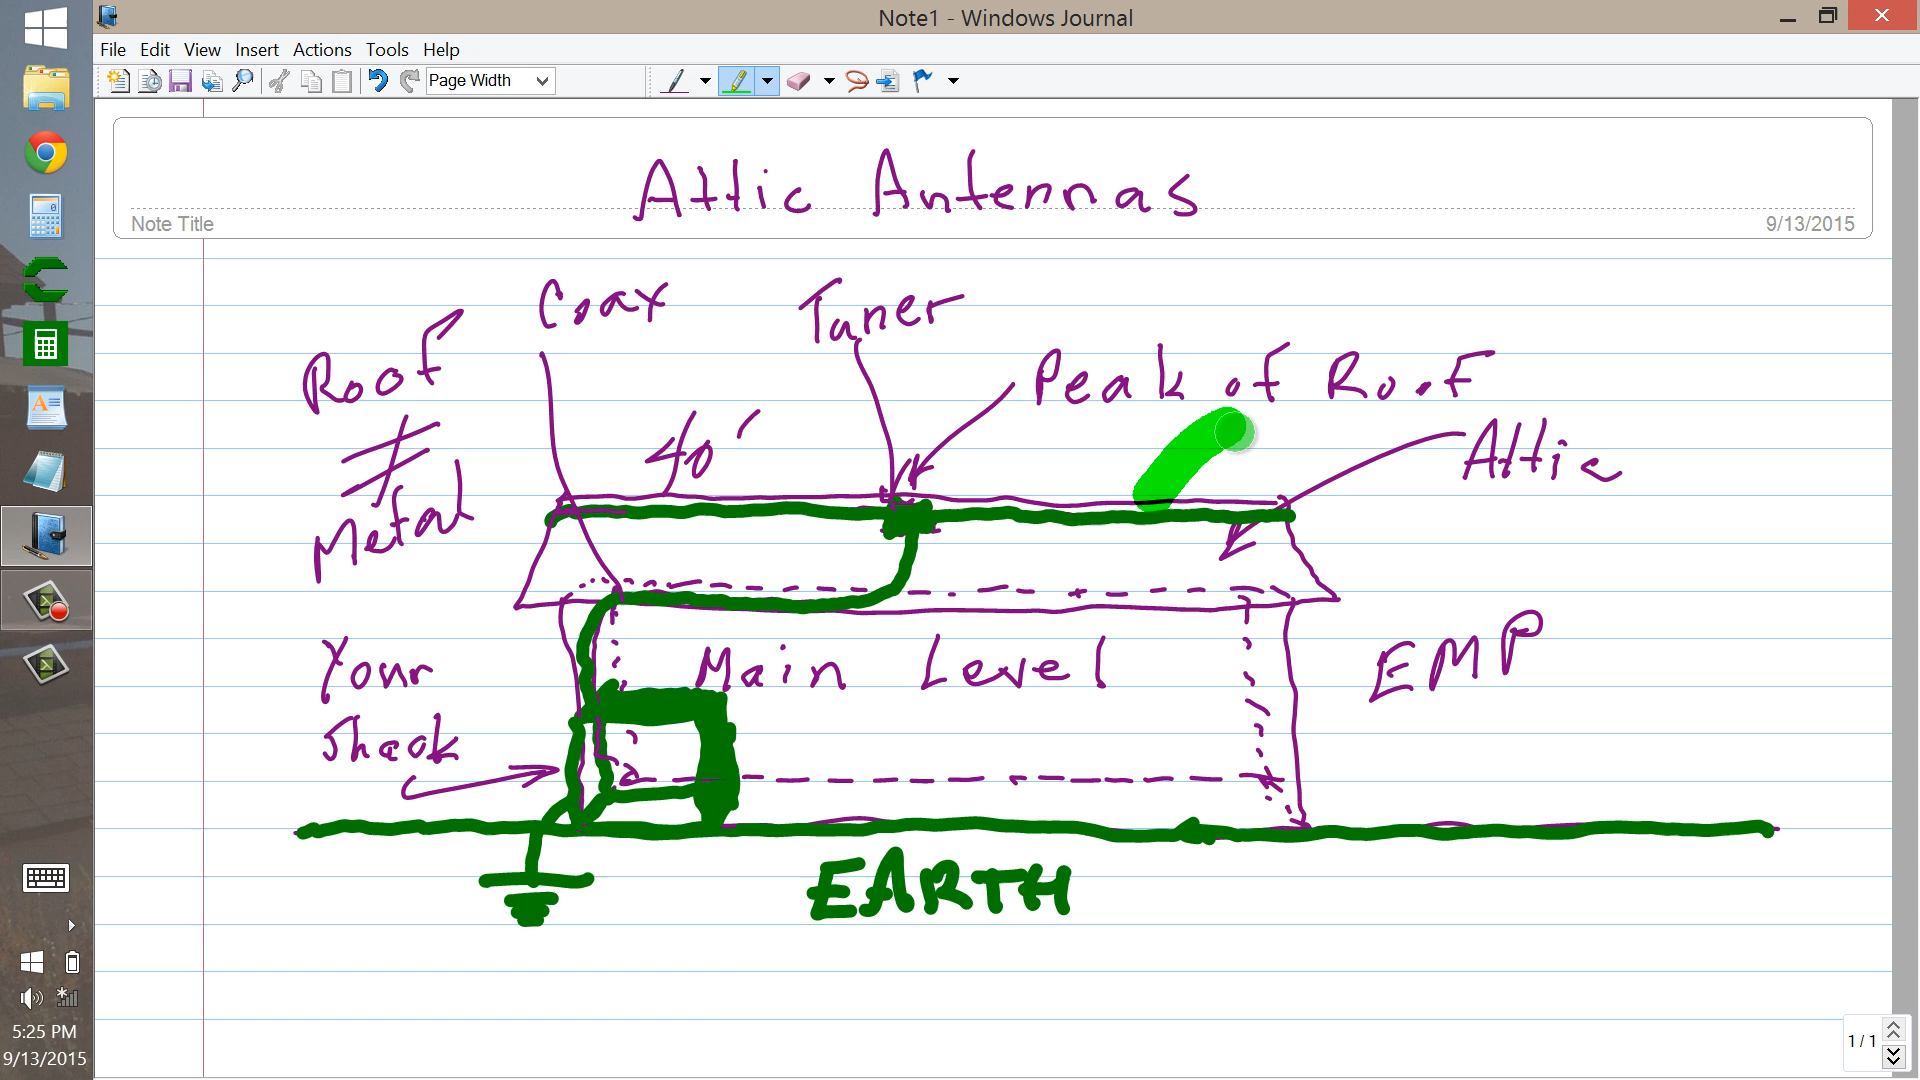 Note1 - Windows Journal
File Edit View Insert Actions Tools Help
Page Width
Attic Antennas
Note Title
9/13/2015
Coax
Tuner
Roof
≠
Metal
40'
Peak of Roof
Attic
Your
Shack
Main Level
EMP
EARTH
5:25 PM
9/13/2015
1 / 1